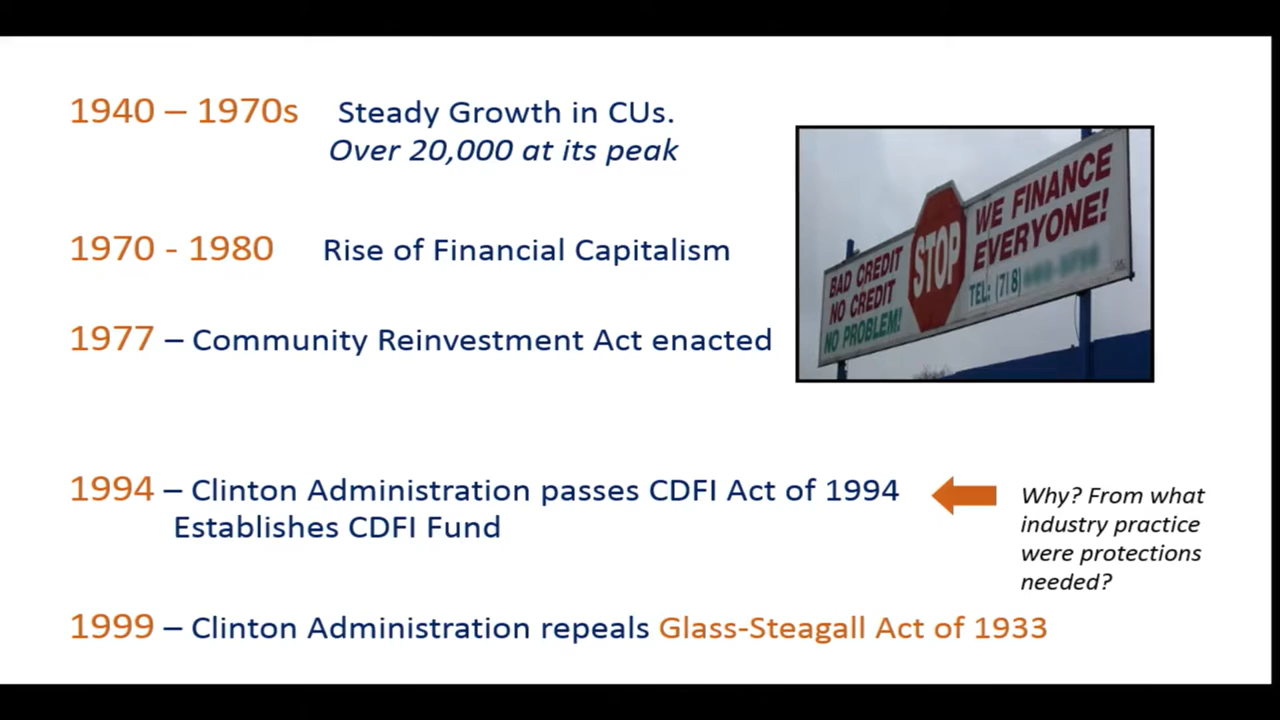 1940 – 1970s Steady Growth in CUs.
Over 20,000 at its peak
1970 - 1980 Rise of Financial Capitalism
1977 – Community Reinvestment Act enacted
BAD CREDIT
NO CREDIT
NO PROBLEM!
STOP
WE FINANCE
EVERYONE!
TEL: (718)
1994 – Clinton Administration passes CDFI Act of 1994
Establishes CDFI Fund
Why? From what
industry practice
were protections
needed?
1999 – Clinton Administration repeals Glass-Steagall Act of 1933